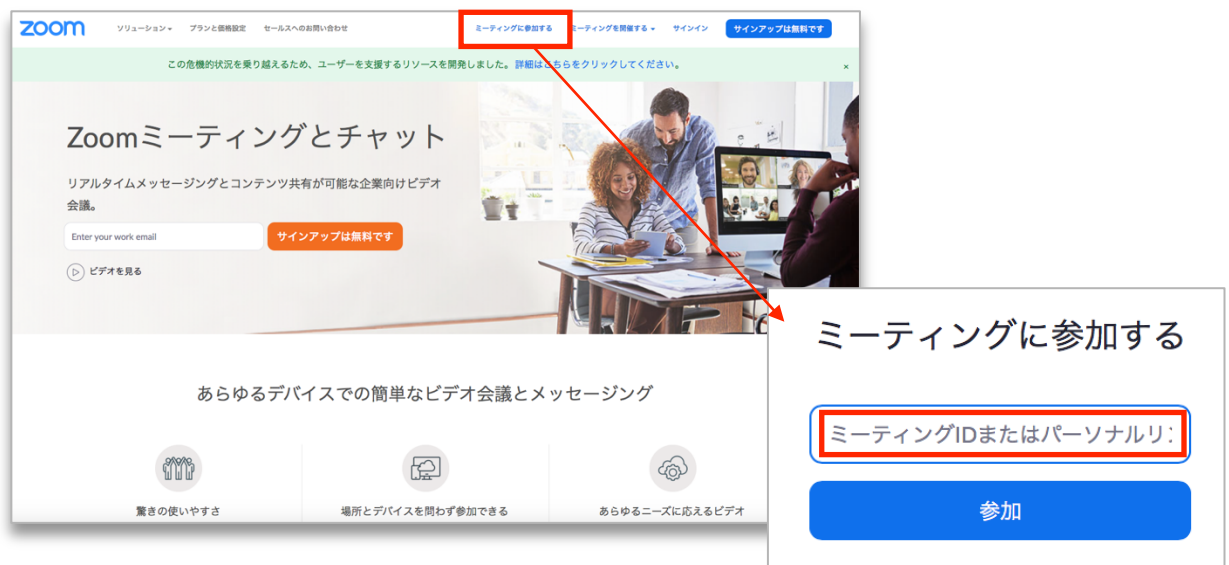 zoom
ソリューション
プランと価格設定
セールスへのお問い合わせ
ミーティングに参加する
ミーティングを開催する
サインイン
サインアップは無料です
この危機的状況を乗り越えるため、ユーザーを支援するリソースを開発しました。詳細はこちらをクリックしてください。
×
Zoomミーティングとチャット
リアルタイムメッセージングとコンテンツ共有が可能な企業向けビデオ
会議。
Enter your work email
サインアップは無料です
ビデオを見る
あらゆるデバイスでの簡単なビデオ会議とメッセージング
驚きの使いやすさ
場所とデバイスを問わず参加できる
あらゆるニーズに応えるビデオ
ミーティングに参加する
ミーティングIDまたはパーソナルリン
参加